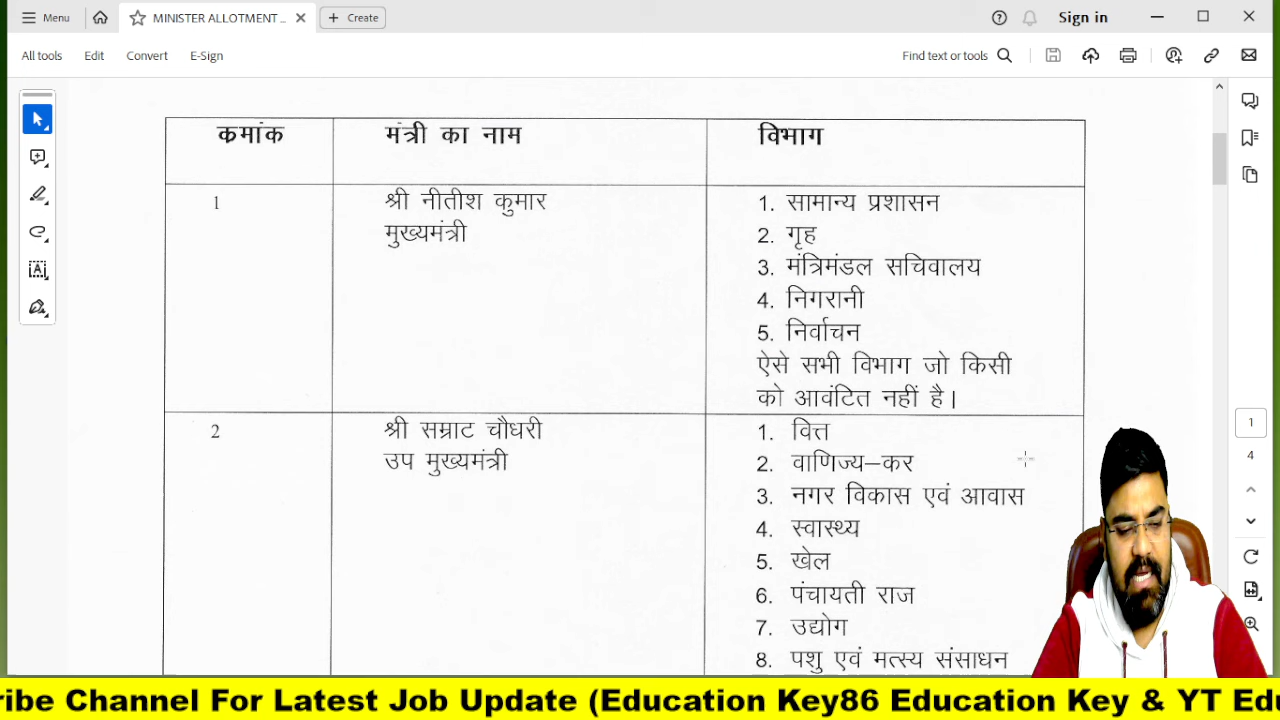 Menu
MINISTER ALLOTMENT ...
Create
Sign in
All tools
Edit
Convert
E-Sign
Find text or tools
क्रमांक
मंत्री का नाम
विभाग
1
श्री नीतीश कुमार
मुख्यमंत्री
1. सामान्य प्रशासन
2. गृह
3. मंत्रिमंडल सचिवालय
4. निगरानी
5. निर्वाचन
ऐसे सभी विभाग जो किसी
को आवंटित नहीं है।
2
श्री सम्राट चौधरी
उप मुख्यमंत्री
1. वित्त
2. वाणिज्य–कर
3. नगर विकास एवं आवास
4. स्वास्थ्य
5. खेल
6. पंचायती राज
7. उद्योग
8. पशु एवं मत्स्य संसाधन
1
4
ribe Channel For Latest Job Update (Education Key86 Education Key & YT Edu